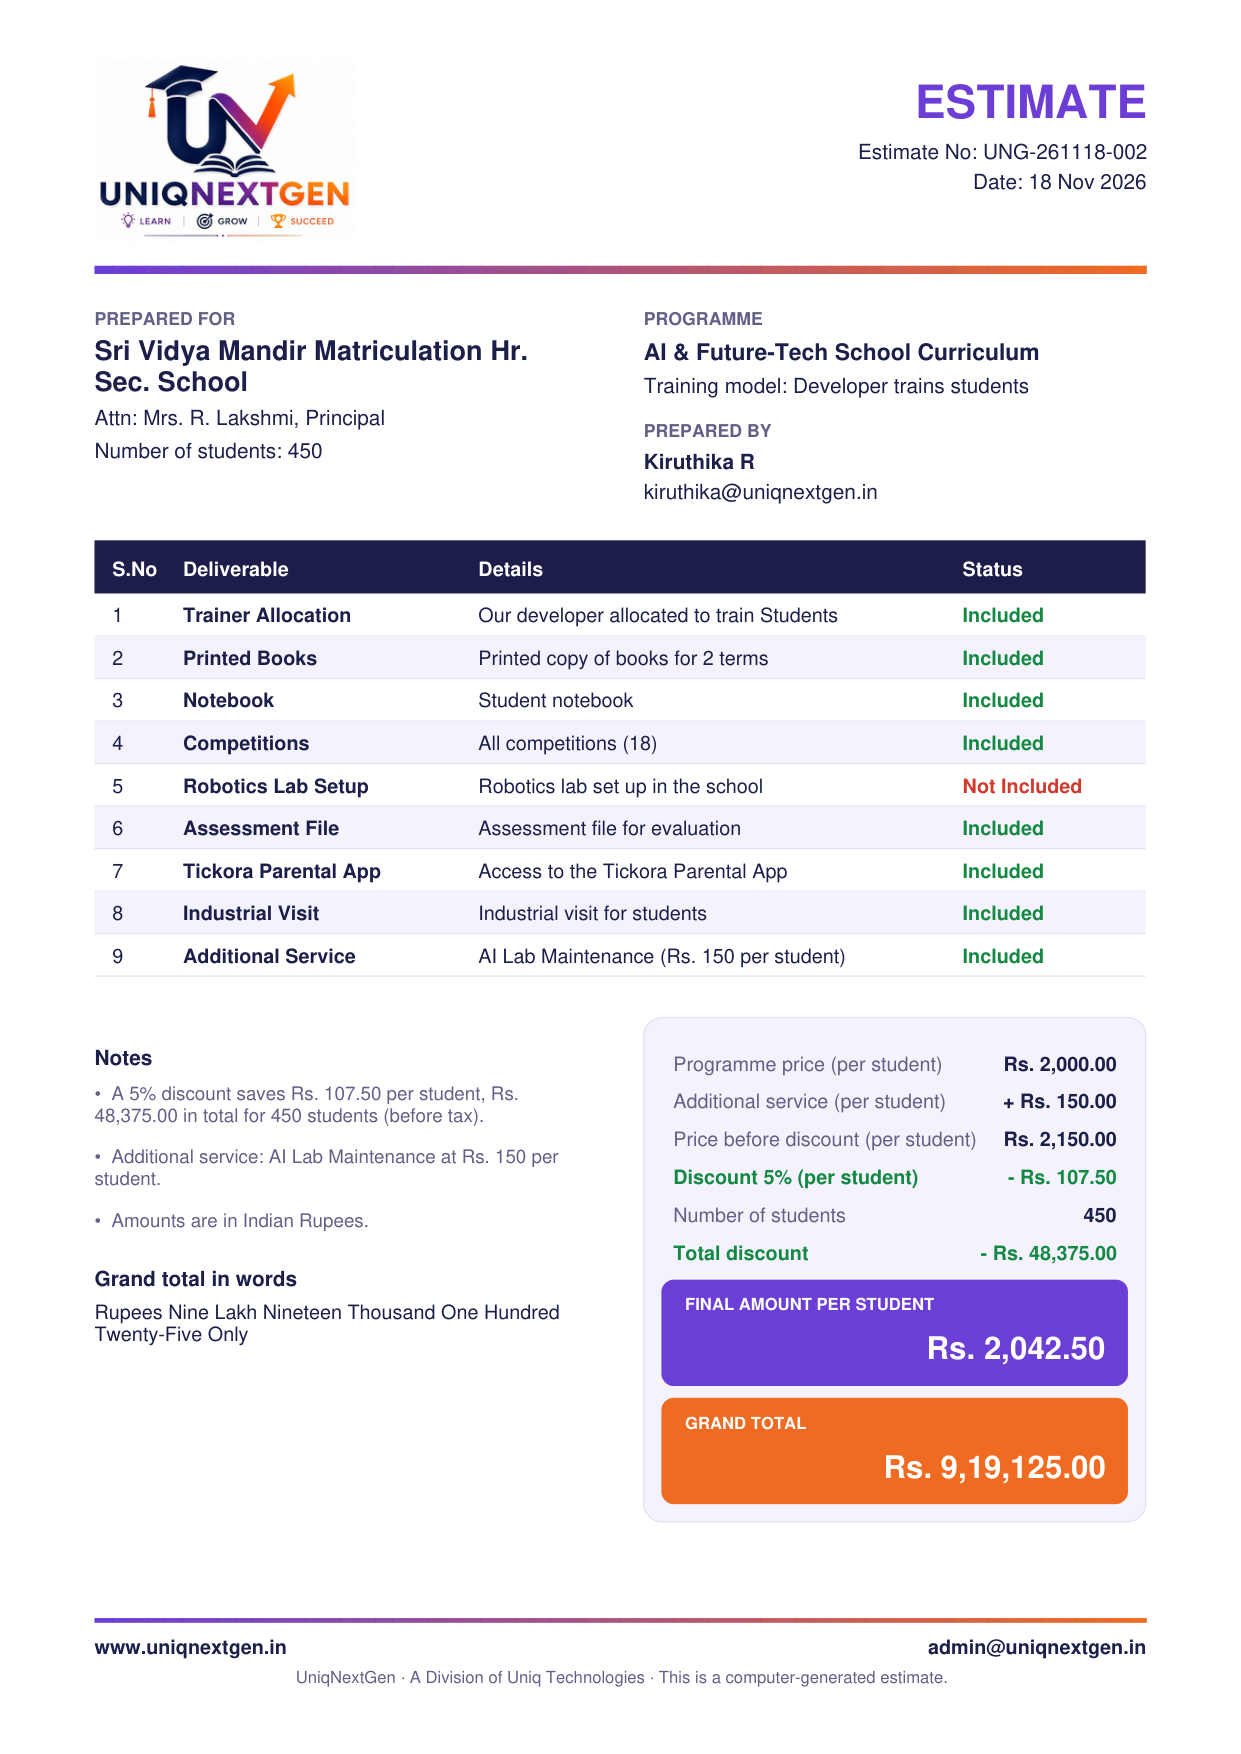 UNIQNEXTGEN
LEARN | GROW | SUCCEED
ESTIMATE
Estimate No: UNG-261118-002
Date: 18 Nov 2026
PREPARED FOR
Sri Vidya Mandir Matriculation Hr.
Sec. School
Attn: Mrs. R. Lakshmi, Principal
Number of students: 450
PROGRAMME
AI & Future-Tech School Curriculum
Training model: Developer trains students
PREPARED BY
Kiruthika R
kiruthika@uniqnextgen.in
S.No Deliverable Details Status
1 Trainer Allocation Our developer allocated to train Students Included
2 Printed Books Printed copy of books for 2 terms Included
3 Notebook Student notebook Included
4 Competitions All competitions (18) Included
5 Robotics Lab Setup Robotics lab set up in the school Not Included
6 Assessment File Assessment file for evaluation Included
7 Tickora Parental App Access to the Tickora Parental App Included
8 Industrial Visit Industrial visit for students Included
9 Additional Service AI Lab Maintenance (Rs. 150 per student) Included
Notes
• A 5% discount saves Rs. 107.50 per student, Rs.
48,375.00 in total for 450 students (before tax).
• Additional service: AI Lab Maintenance at Rs. 150 per
student.
• Amounts are in Indian Rupees.
Grand total in words
Rupees Nine Lakh Nineteen Thousand One Hundred
Twenty-Five Only
Programme price (per student) Rs. 2,000.00
Additional service (per student) + Rs. 150.00
Price before discount (per student) Rs. 2,150.00
Discount 5% (per student) - Rs. 107.50
Number of students 450
Total discount - Rs. 48,375.00
FINAL AMOUNT PER STUDENT
Rs. 2,042.50
GRAND TOTAL
Rs. 9,19,125.00
www.uniqnextgen.in admin@uniqnextgen.in
UniqNextGen · A Division of Uniq Technologies · This is a computer-generated estimate.